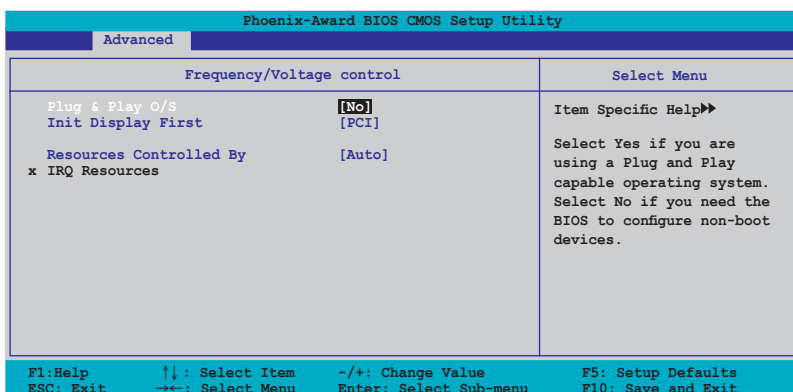 Phoenix-Award BIOS CMOS Setup Utility
Advanced
Frequency/Voltage control
Select Menu
Plug & Play O/S [No]
Init Display First [PCI]
Resources Controlled By [Auto]
x IRQ Resources
Item Specific Help▶▶
Select Yes if you are
using a Plug and Play
capable operating system.
Select No if you need the
BIOS to configure non-boot
devices.
F1:Help ↑↓: Select Item -/+: Change Value F5: Setup Defaults
ESC: Exit →←: Select Menu Enter: Select Sub-menu F10: Save and Exit